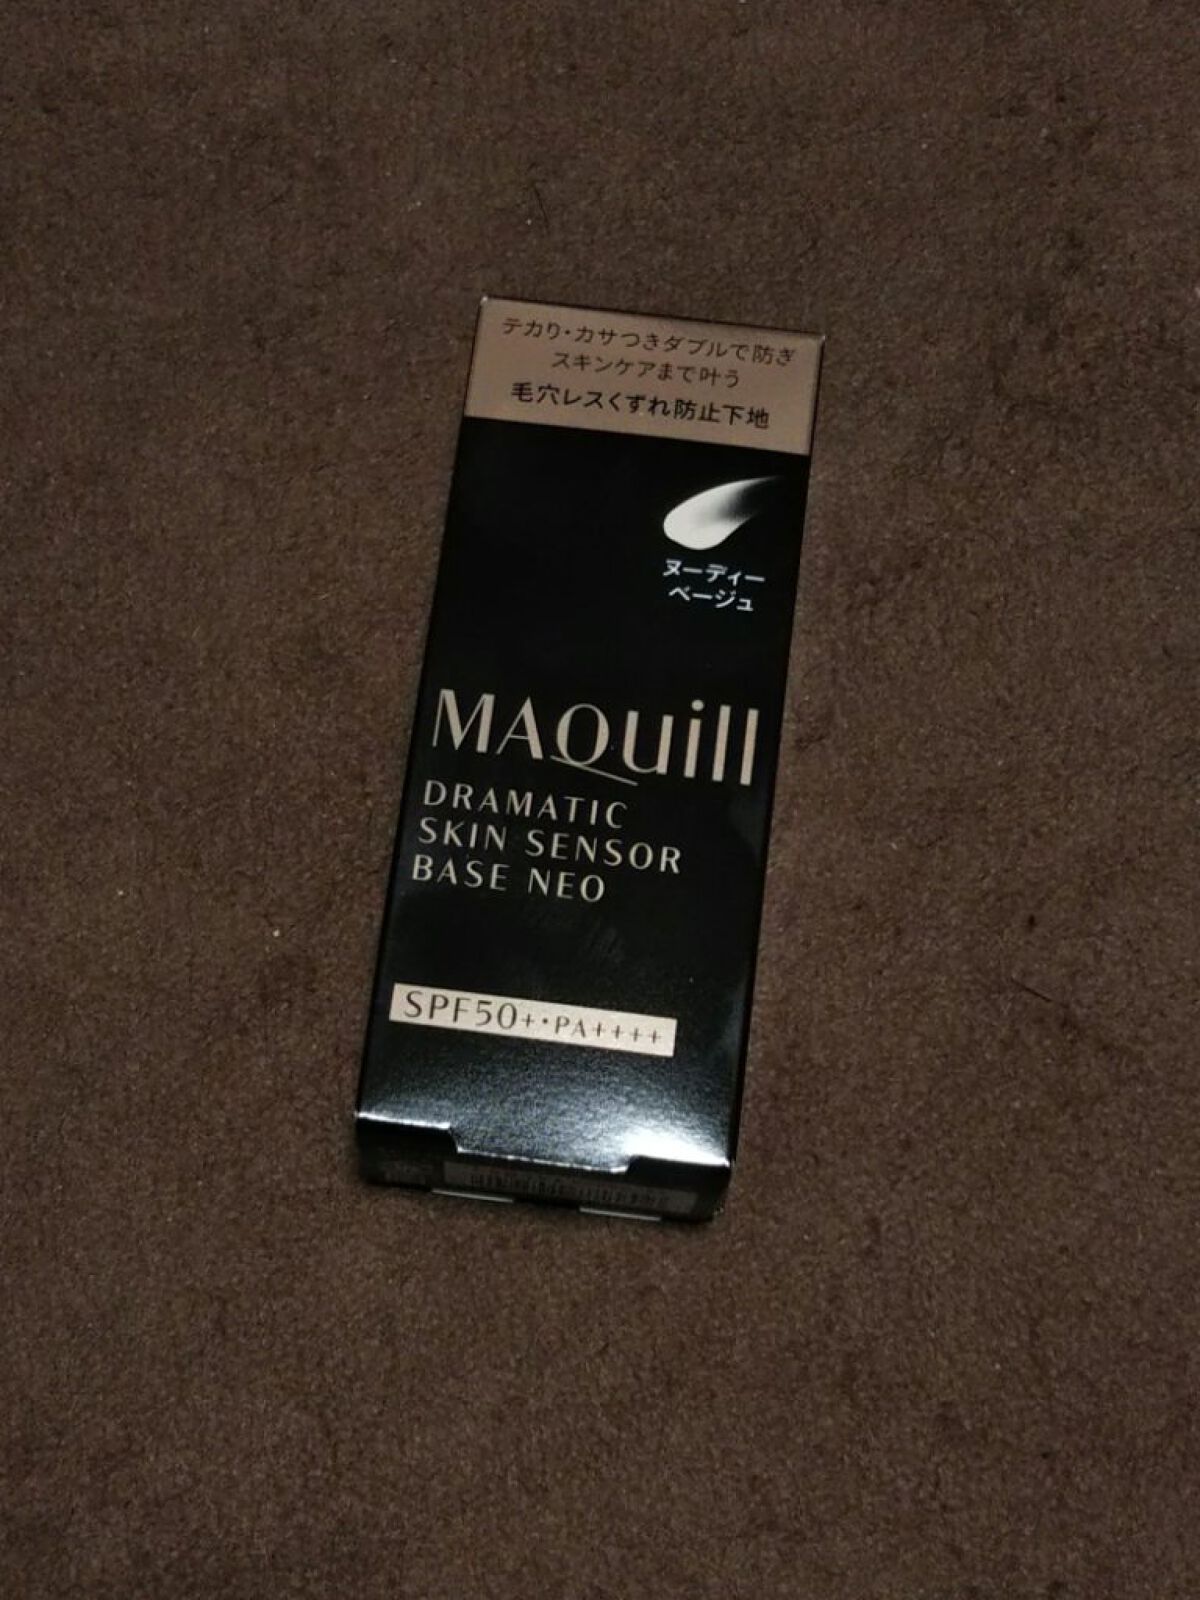 テカり・カサつきダブルで防ぎ
スキンケアまで叶う
毛穴レスくずれ防止下地
ヌーディー
ベージュ
MAQuill
DRAMATIC
SKIN SENSOR
BASE NEO
SPF50+・PA++++